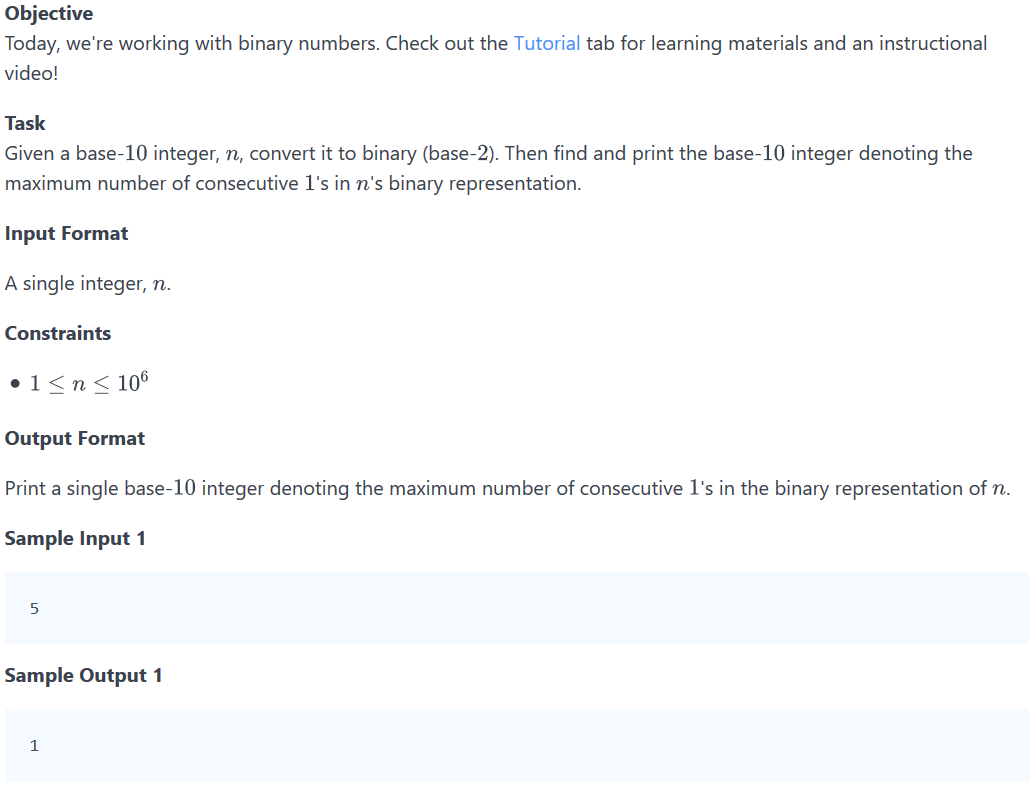 Objective
Today, we're working with binary numbers. Check out the Tutorial tab for learning materials and an instructional
video!
Task
Given a base-10 integer, n, convert it to binary (base-2). Then find and print the base-10 integer denoting the
maximum number of consecutive 1's in n's binary representation.
Input Format
A single integer, n.
Constraints
• 1 ≤ n ≤ 10⁶
Output Format
Print a single base-10 integer denoting the maximum number of consecutive 1's in the binary representation of n.
Sample Input 1
5
Sample Output 1
1